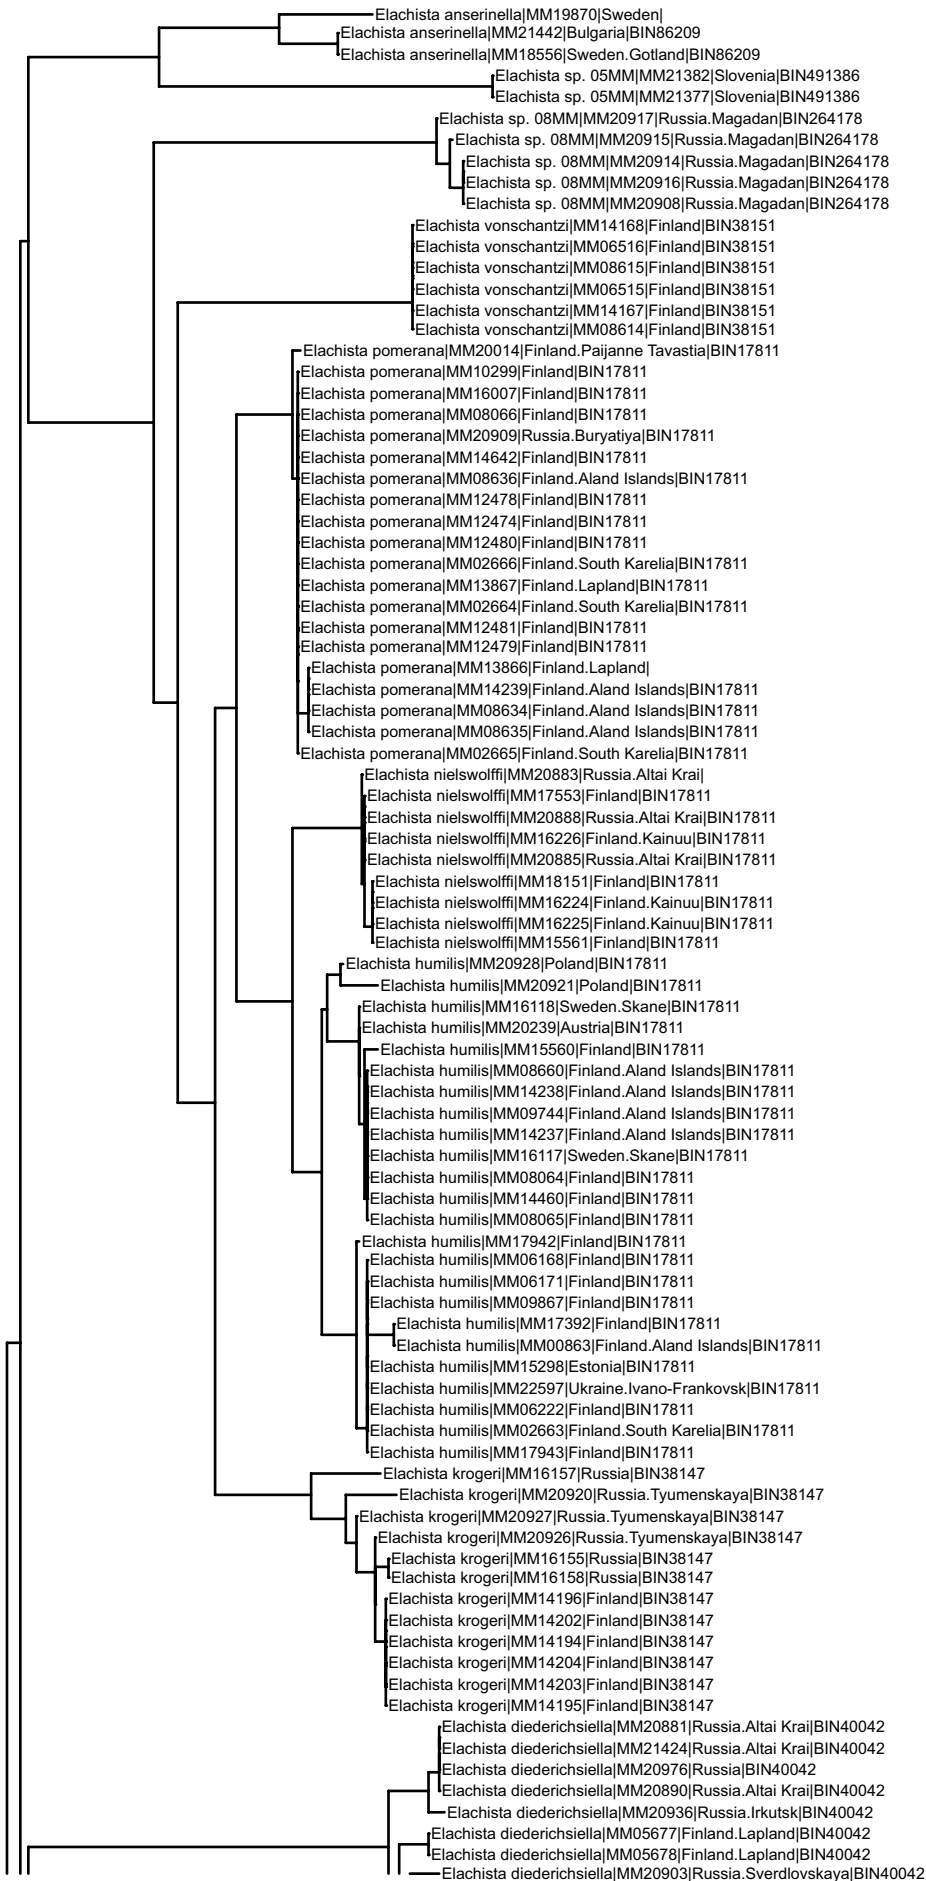 Elachista anserinella|MM19870|Sweden|
Elachista anserinella|MM21442|Bulgaria|BIN86209
Elachista anserinella|MM18556|Sweden.Gotland|BIN86209
Elachista sp. 05MM|MM21382|Slovenia|BIN491386
Elachista sp. 05MM|MM21377|Slovenia|BIN491386
Elachista sp. 08MM|MM20917|Russia.Magadan|BIN264178
Elachista sp. 08MM|MM20915|Russia.Magadan|BIN264178
Elachista sp. 08MM|MM20914|Russia.Magadan|BIN264178
Elachista sp. 08MM|MM20916|Russia.Magadan|BIN264178
Elachista sp. 08MM|MM20908|Russia.Magadan|BIN264178
Elachista vonschantzi|MM14168|Finland|BIN38151
Elachista vonschantzi|MM06516|Finland|BIN38151
Elachista vonschantzi|MM08615|Finland|BIN38151
Elachista vonschantzi|MM06515|Finland|BIN38151
Elachista vonschantzi|MM14167|Finland|BIN38151
Elachista vonschantzi|MM08614|Finland|BIN38151
Elachista pomerana|MM20014|Finland.Paijanne Tavastia|BIN17811
Elachista pomerana|MM10299|Finland|BIN17811
Elachista pomerana|MM16007|Finland|BIN17811
Elachista pomerana|MM08066|Finland|BIN17811
Elachista pomerana|MM20909|Russia.Buryatiya|BIN17811
Elachista pomerana|MM14642|Finland|BIN17811
Elachista pomerana|MM08636|Finland.Aland Islands|BIN17811
Elachista pomerana|MM12478|Finland|BIN17811
Elachista pomerana|MM12474|Finland|BIN17811
Elachista pomerana|MM12480|Finland|BIN17811
Elachista pomerana|MM02666|Finland.South Karelia|BIN17811
Elachista pomerana|MM13867|Finland.Lapland|BIN17811
Elachista pomerana|MM02664|Finland.South Karelia|BIN17811
Elachista pomerana|MM12481|Finland|BIN17811
Elachista pomerana|MM12479|Finland|BIN17811
Elachista pomerana|MM13866|Finland.Lapland|
Elachista pomerana|MM14239|Finland.Aland Islands|BIN17811
Elachista pomerana|MM08634|Finland.Aland Islands|BIN17811
Elachista pomerana|MM08635|Finland.Aland Islands|BIN17811
Elachista pomerana|MM02665|Finland.South Karelia|BIN17811
Elachista nielswolffi|MM20883|Russia.Altai Krai|
Elachista nielswolffi|MM17553|Finland|BIN17811
Elachista nielswolffi|MM20888|Russia.Altai Krai|BIN17811
Elachista nielswolffi|MM16226|Finland.Kainuu|BIN17811
Elachista nielswolffi|MM20885|Russia.Altai Krai|BIN17811
Elachista nielswolffi|MM18151|Finland|BIN17811
Elachista nielswolffi|MM16224|Finland.Kainuu|BIN17811
Elachista nielswolffi|MM16225|Finland.Kainuu|BIN17811
Elachista nielswolffi|MM15561|Finland|BIN17811
Elachista humilis|MM20928|Poland|BIN17811
Elachista humilis|MM20921|Poland|BIN17811
Elachista humilis|MM16118|Sweden.Skane|BIN17811
Elachista humilis|MM20239|Austria|BIN17811
Elachista humilis|MM15560|Finland|BIN17811
Elachista humilis|MM08660|Finland.Aland Islands|BIN17811
Elachista humilis|MM14238|Finland.Aland Islands|BIN17811
Elachista humilis|MM09744|Finland.Aland Islands|BIN17811
Elachista humilis|MM14237|Finland.Aland Islands|BIN17811
Elachista humilis|MM16117|Sweden.Skane|BIN17811
Elachista humilis|MM08064|Finland|BIN17811
Elachista humilis|MM14460|Finland|BIN17811
Elachista humilis|MM08065|Finland|BIN17811
Elachista humilis|MM17942|Finland|BIN17811
Elachista humilis|MM06168|Finland|BIN17811
Elachista humilis|MM06171|Finland|BIN17811
Elachista humilis|MM09867|Finland|BIN17811
Elachista humilis|MM17392|Finland|BIN17811
Elachista humilis|MM00863|Finland.Aland Islands|BIN17811
Elachista humilis|MM15298|Estonia|BIN17811
Elachista humilis|MM22597|Ukraine.Ivano-Frankovsk|BIN17811
Elachista humilis|MM06222|Finland|BIN17811
Elachista humilis|MM02663|Finland.South Karelia|BIN17811
Elachista humilis|MM17943|Finland|BIN17811
Elachista krogeri|MM16157|Russia|BIN38147
Elachista krogeri|MM20920|Russia.Tyumenskaya|BIN38147
Elachista krogeri|MM20927|Russia.Tyumenskaya|BIN38147
Elachista krogeri|MM20926|Russia.Tyumenskaya|BIN38147
Elachista krogeri|MM16155|Russia|BIN38147
Elachista krogeri|MM16158|Russia|BIN38147
Elachista krogeri|MM14196|Finland|BIN38147
Elachista krogeri|MM14202|Finland|BIN38147
Elachista krogeri|MM14194|Finland|BIN38147
Elachista krogeri|MM14204|Finland|BIN38147
Elachista krogeri|MM14203|Finland|BIN38147
Elachista krogeri|MM14195|Finland|BIN38147
Elachista diederichsiella|MM20881|Russia.Altai Krai|BIN40042
Elachista diederichsiella|MM21424|Russia.Altai Krai|BIN40042
Elachista diederichsiella|MM20976|Russia|BIN40042
Elachista diederichsiella|MM20890|Russia.Altai Krai|BIN40042
Elachista diederichsiella|MM20936|Russia.Irkutsk|BIN40042
Elachista diederichsiella|MM05677|Finland.Lapland|BIN40042
Elachista diederichsiella|MM05678|Finland.Lapland|BIN40042
Elachista diederichsiella|MM20903|Russia.Sverdlovskaya|BIN40042